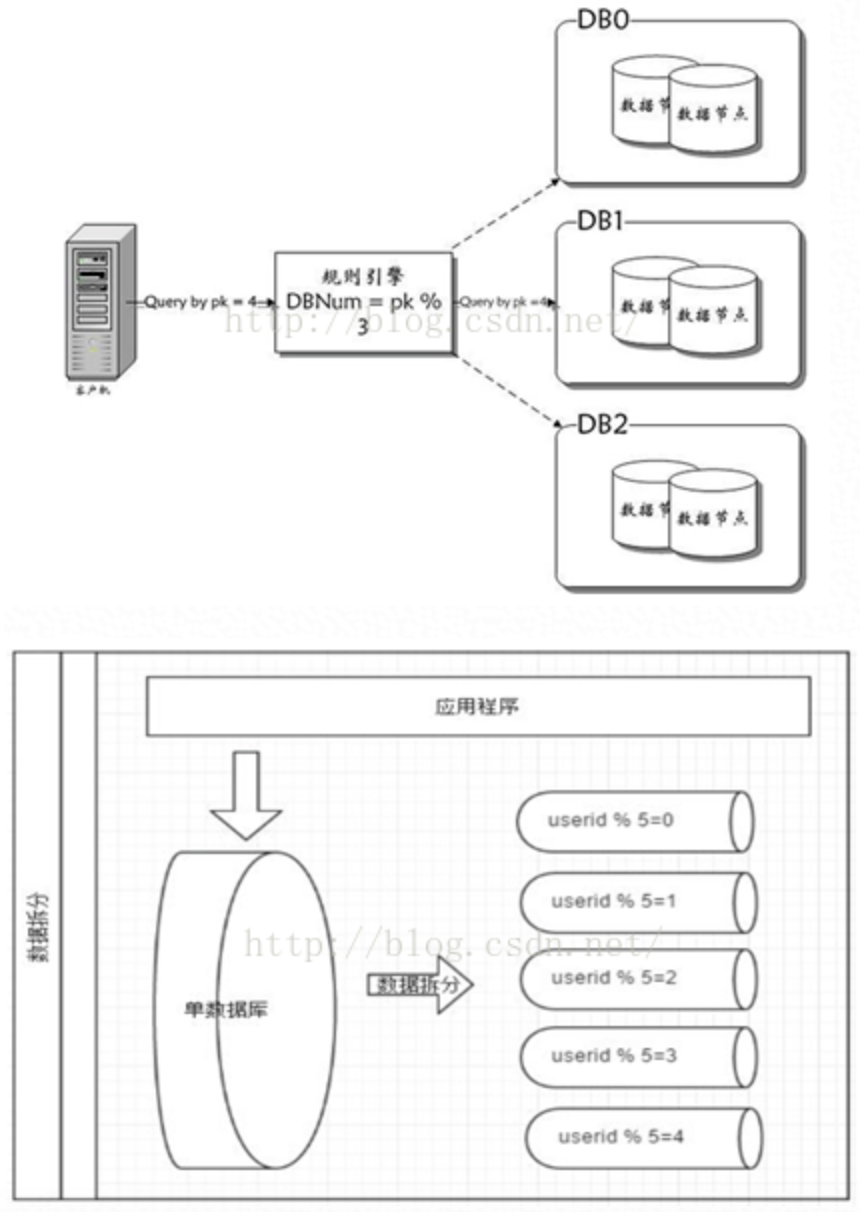 DB0
数据节
数据节点
DB1
数据节
数据节点
客户机
Query by pk = 4
规则引擎
DBNum = pk %
3
Query by pk =4
http://blog.csdn.net/
DB2
数据节
数据节点
数据拆分
应用程序
单数据库
数据拆分
userid % 5=0
userid % 5=1
http://blog.csdn.net/
userid % 5=2
userid % 5=3
userid % 5=4